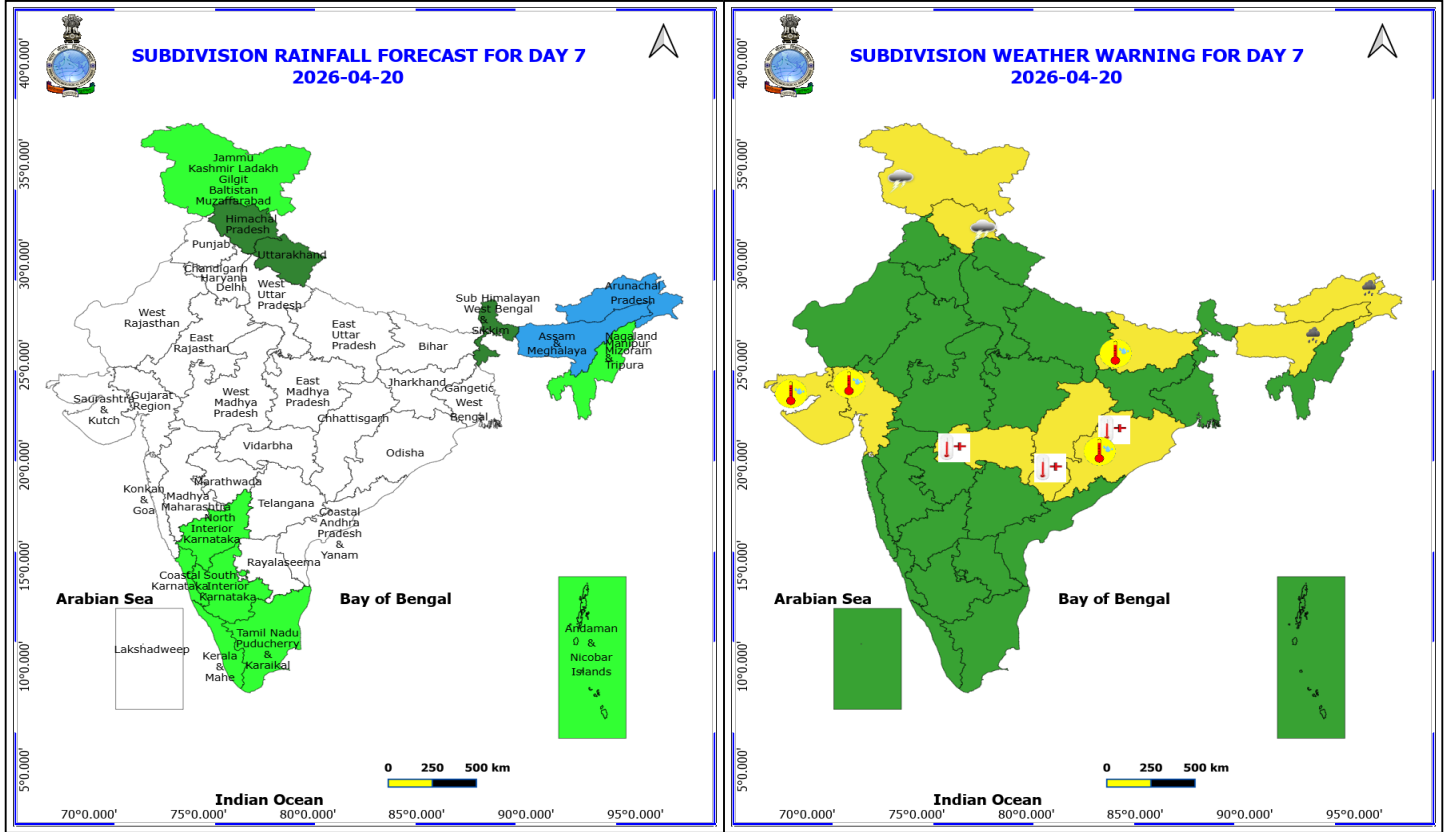 SUBDIVISION RAINFALL FORECAST FOR DAY 7
2026-04-20
40°0.000'
35°0.000'
30°0.000'
25°0.000'
20°0.000'
15°0.000'
10°0.000'
5°0.000'
Jammu
Kashmir Ladakh
Gilgit
Baltistan
Muzaffarabad
Himachal
Pradesh
Punjab
Uttarakhand
Chandigarh
Haryana
Delhi
West
Uttar
Pradesh
West
Rajasthan
East
Rajasthan
East
Uttar
Pradesh
Bihar
Sub Himalayan
West Bengal
&
Sikkim
Arunachal
Pradesh
Assam
&
Meghalaya
Nagaland
Manipur
Mizoram
&
Tripura
Saurashtra
&
Kutch
Gujarat
Region
West
Madhya
Pradesh
East
Madhya
Pradesh
Jharkhand
Gangetic
West
Bengal
Chhattisgarh
Vidarbha
Odisha
Konkan
&
Goa
Madhya
Maharashtra
Marathwada
Telangana
North
Interior
Karnataka
Coastal
Andhra
Pradesh
&
Yanam
Rayalaseema
Coastal
Karnataka
South
Interior
Karnataka
Arabian Sea
Bay of Bengal
Lakshadweep
Kerala
&
Mahe
Tamil Nadu
Puducherry
&
Karaikal
Andaman
&
Nicobar
Islands
0 250 500 km
Indian Ocean
70°0.000' 75°0.000' 80°0.000' 85°0.000' 90°0.000' 95°0.000'
SUBDIVISION WEATHER WARNING FOR DAY 7
2026-04-20
40°0.000'
35°0.000'
30°0.000'
25°0.000'
20°0.000'
15°0.000'
10°0.000'
5°0.000'
Arabian Sea
Bay of Bengal
0 250 500 km
Indian Ocean
70°0.000' 75°0.000' 80°0.000' 85°0.000' 90°0.000' 95°0.000'